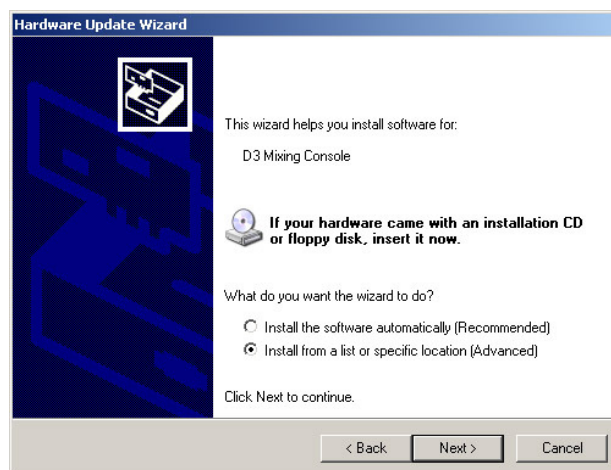 Hardware Update Wizard
This wizard helps you install software for:
D3 Mixing Console
If your hardware came with an installation CD
or floppy disk, insert it now.
What do you want the wizard to do?
Install the software automatically (Recommended)
Install from a list or specific location (Advanced)
Click Next to continue.
< Back Next > Cancel